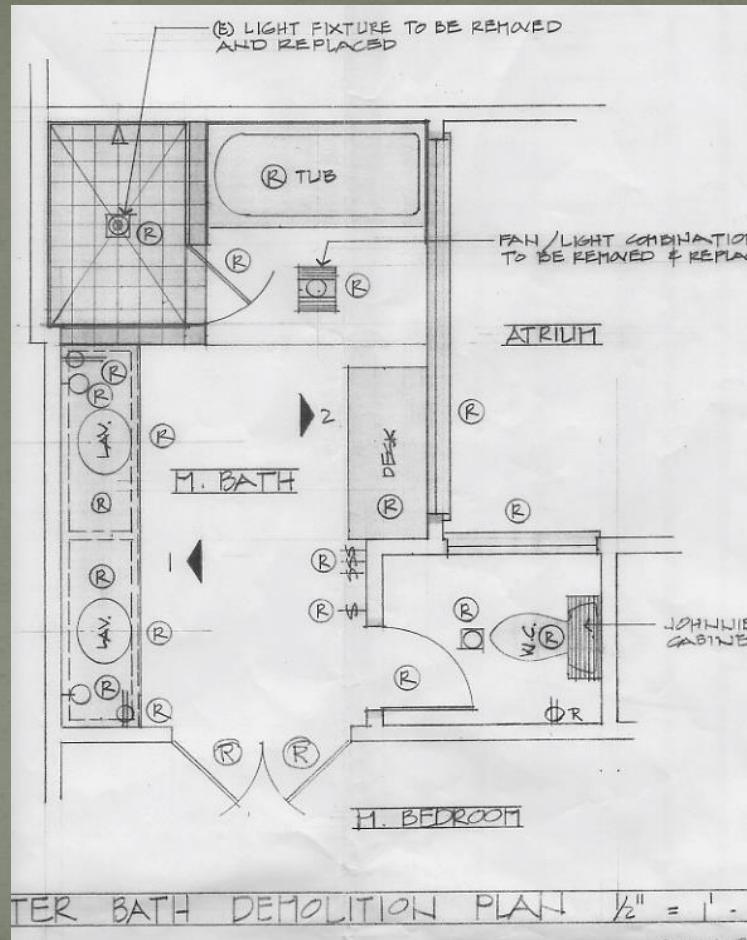 (E) LIGHT FIXTURE TO BE REMOVED
AND REPLACED
R TUB
R
R
R
FAN/LIGHT COMBINATION
TO BE REMOVED & REPLAC
ATRIUM
R
R
LAV.
R
R
2
M. BATH
R
DESK
R
R
1
R
R
LAV.
R
R
R
$$$
R
$
R
W.C.
R
R
JOHNNIE
CABINE
R
R
R
R
M. BEDROOM
TER BATH DEMOLITION PLAN 1/2" = 1' -